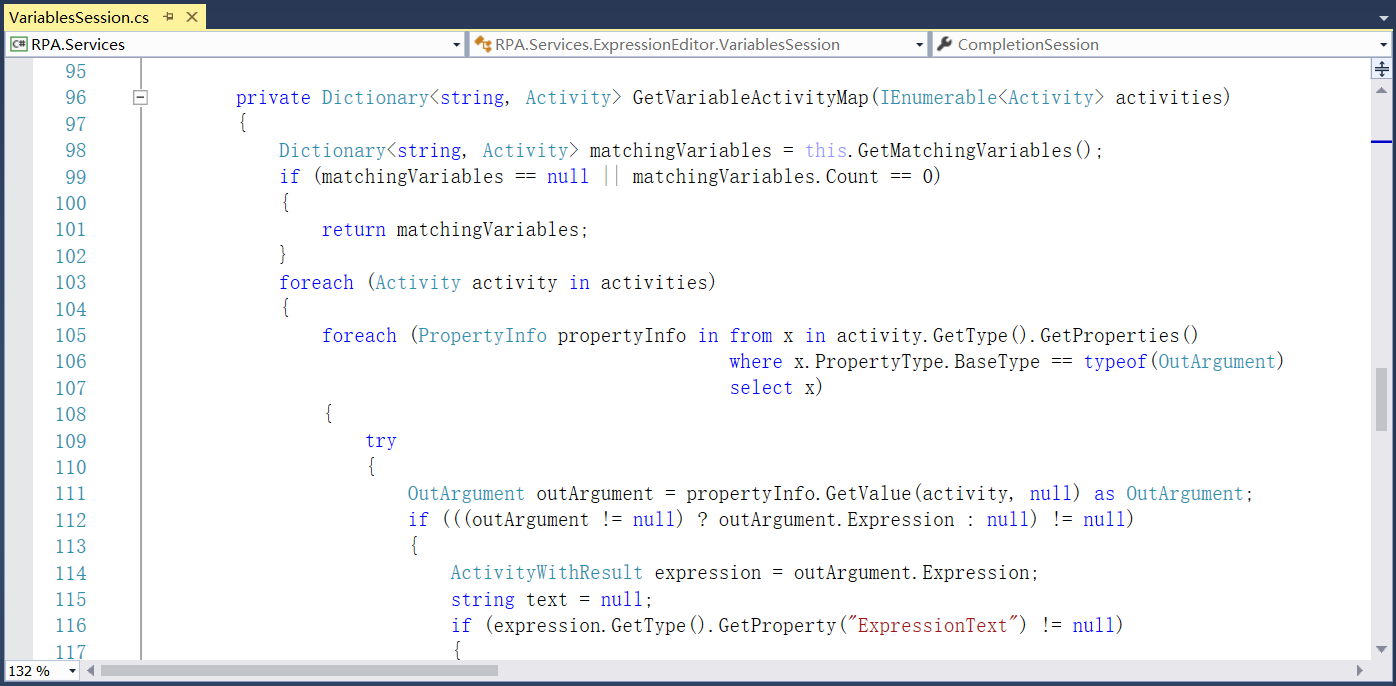 VariablesSession.cs
RPA.Services
RPA.Services.ExpressionEditor.VariablesSession
CompletionSession
95
96 private Dictionary<string, Activity> GetVariableActivityMap(IEnumerable<Activity> activities)
97 {
98 Dictionary<string, Activity> matchingVariables = this.GetMatchingVariables();
99 if (matchingVariables == null || matchingVariables.Count == 0)
100 {
101 return matchingVariables;
102 }
103 foreach (Activity activity in activities)
104 {
105 foreach (PropertyInfo propertyInfo in from x in activity.GetType().GetProperties()
106 where x.PropertyType.BaseType == typeof(OutArgument)
107 select x)
108 {
109 try
110 {
111 OutArgument outArgument = propertyInfo.GetValue(activity, null) as OutArgument;
112 if (((outArgument != null) ? outArgument.Expression : null) != null)
113 {
114 ActivityWithResult expression = outArgument.Expression;
115 string text = null;
116 if (expression.GetType().GetProperty("ExpressionText") != null)
117 {
132 %